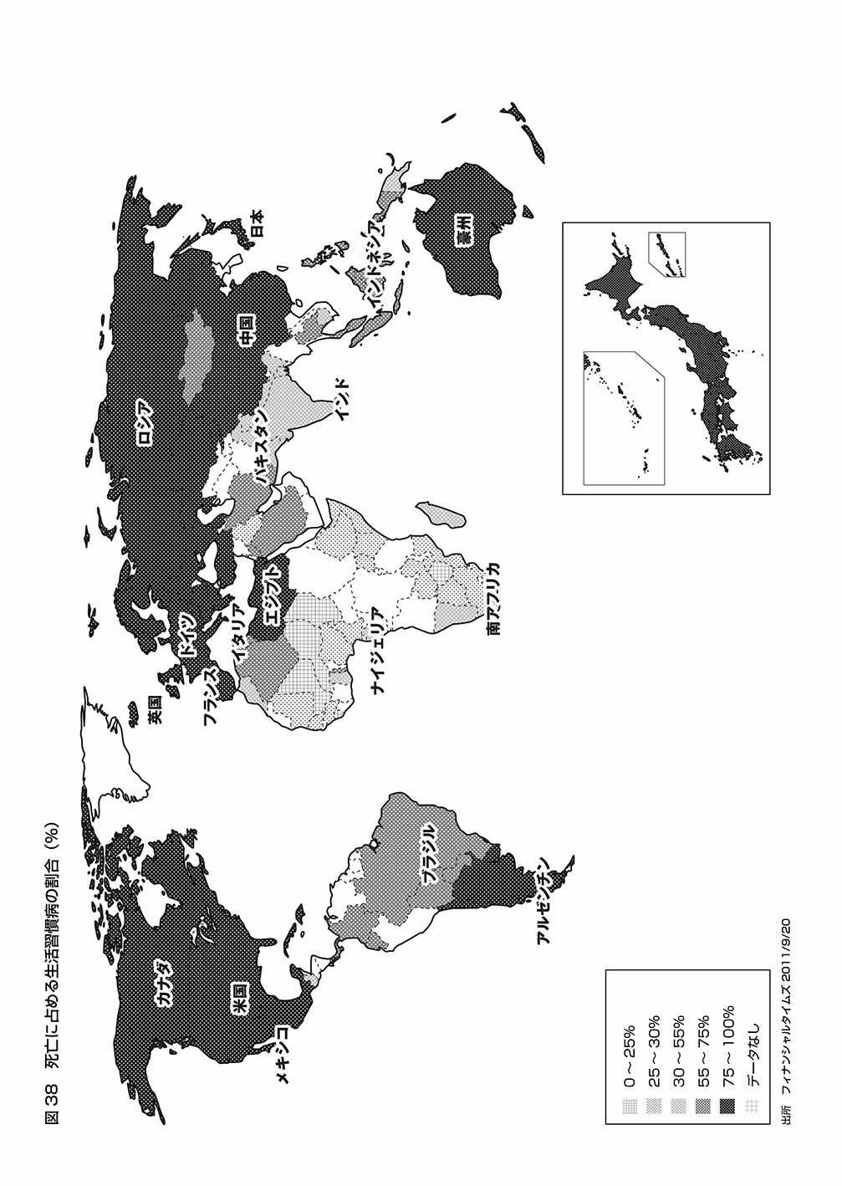 図 38 死亡に占める生活習慣病の割合（%）
英国
フランス
ドイツ
イタリア
エジプト
ナイジェリア
南アフリカ
ロシア
パキスタン
インド
中国
日本
インドネシア
豪州
カナダ
米国
メキシコ
ブラジル
アルゼンチン
0～25%
25～30%
30～55%
55～75%
75～100%
データなし
出所 フィナンシャルタイムズ 2011/9/20